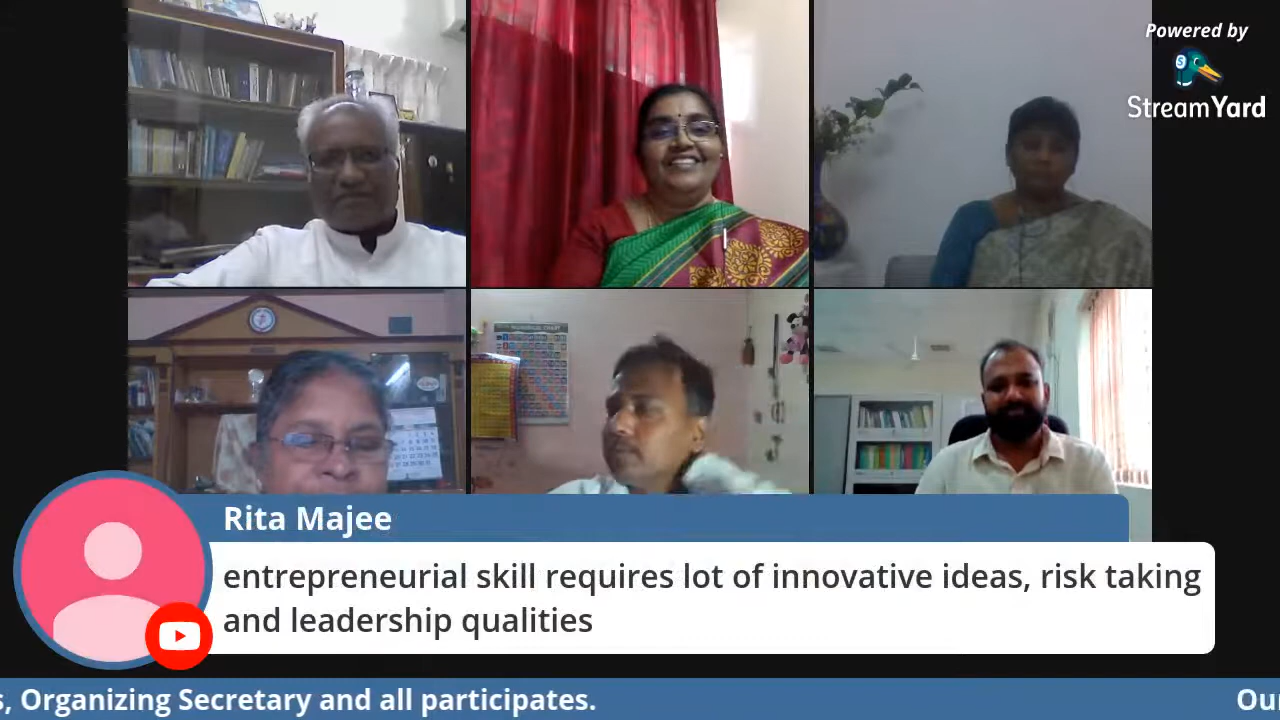 Powered by
StreamYard
Rita Majee
entrepreneurial skill requires lot of innovative ideas, risk taking
and leadership qualities
s, Organizing Secretary and all participates.
Our